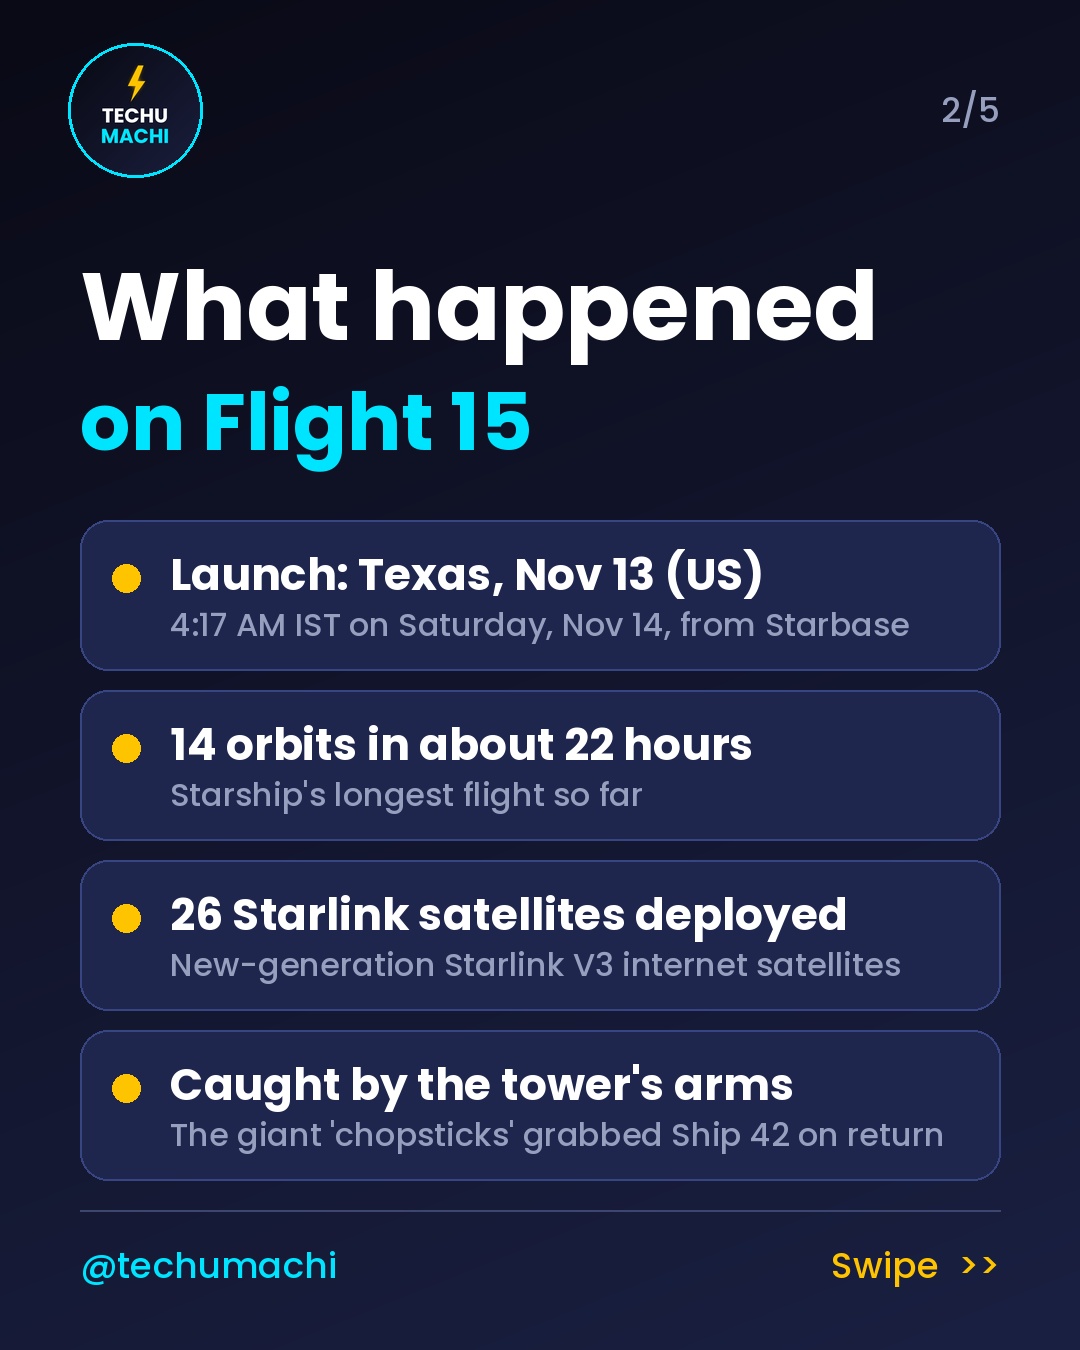 TECHU
MACHI
2/5
What happened
on Flight 15
Launch: Texas, Nov 13 (US)
4:17 AM IST on Saturday, Nov 14, from Starbase
14 orbits in about 22 hours
Starship's longest flight so far
26 Starlink satellites deployed
New-generation Starlink V3 internet satellites
Caught by the tower's arms
The giant 'chopsticks' grabbed Ship 42 on return
@techumachi
Swipe >>